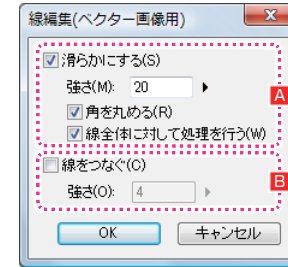 線編集(ベクター画像用)
滑らかにする(S)
強さ(M): 20
A
角を丸める(R)
線全体に対して処理を行う(W)
線をつなぐ(C)
B
強さ(O): 4
OK キャンセル